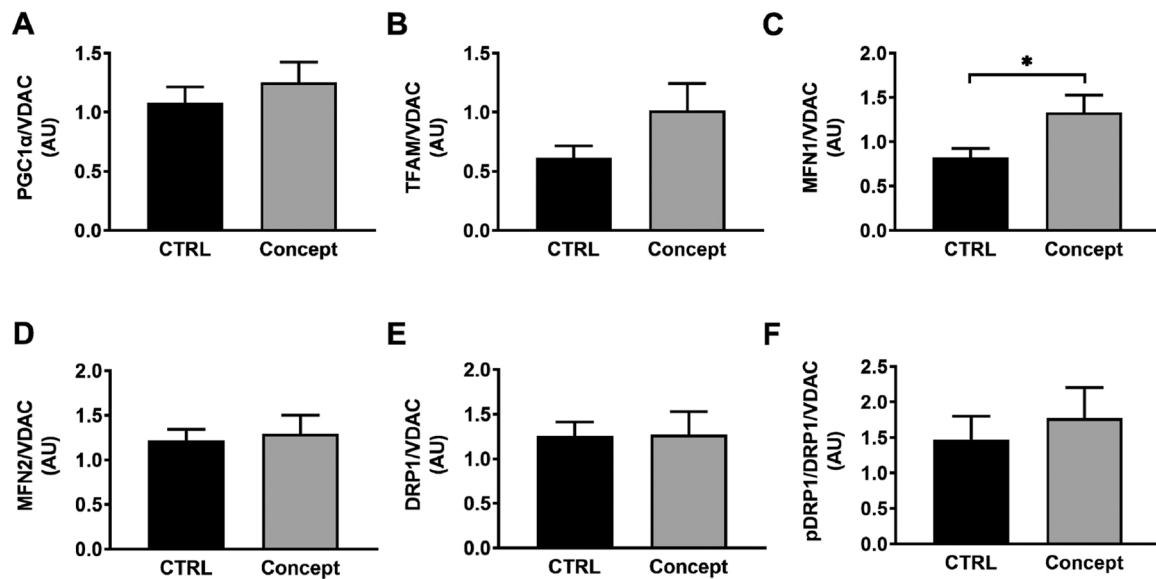 A
PGC1α/VDAC
(AU)
1.5
1.0
0.5
0.0
CTRL Concept
B
TFAM/VDAC
(AU)
1.5
1.0
0.5
0.0
CTRL Concept
C
MFN1/VDAC
(AU)
2.0
1.5
1.0
0.5
0.0
*
CTRL Concept
D
MFN2/VDAC
(AU)
2.0
1.5
1.0
0.5
0.0
CTRL Concept
E
DRP1/VDAC
(AU)
2.0
1.5
1.0
0.5
0.0
CTRL Concept
F
pDRP1/DRP1/VDAC
(AU)
2.5
2.0
1.5
1.0
0.5
0.0
CTRL Concept